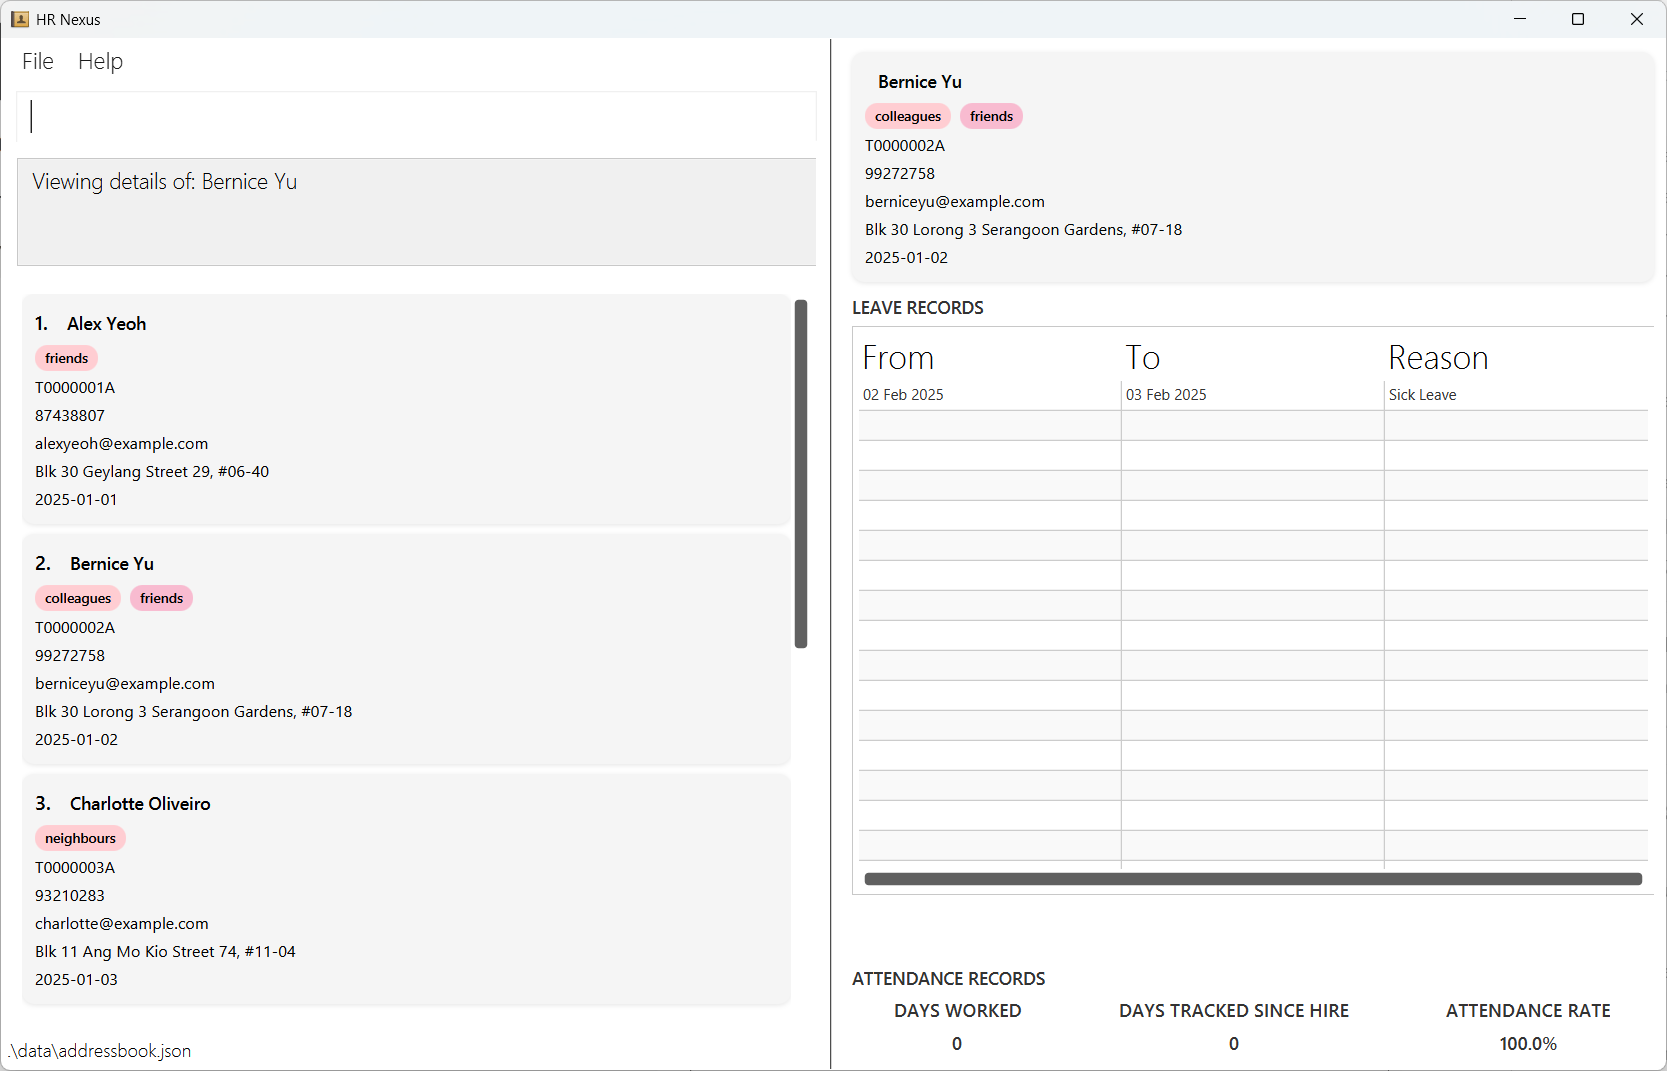 HR Nexus
File Help
Viewing details of: Bernice Yu
1. Alex Yeoh
friends
T0000001A
87438807
alexyeoh@example.com
Blk 30 Geylang Street 29, #06-40
2025-01-01
2. Bernice Yu
colleagues friends
T0000002A
99272758
berniceyu@example.com
Blk 30 Lorong 3 Serangoon Gardens, #07-18
2025-01-02
3. Charlotte Oliveiro
neighbours
T0000003A
93210283
charlotte@example.com
Blk 11 Ang Mo Kio Street 74, #11-04
2025-01-03
.\data\addressbook.json
Bernice Yu
colleagues friends
T0000002A
99272758
berniceyu@example.com
Blk 30 Lorong 3 Serangoon Gardens, #07-18
2025-01-02
LEAVE RECORDS
From To Reason
02 Feb 2025 03 Feb 2025 Sick Leave
ATTENDANCE RECORDS
DAYS WORKED DAYS TRACKED SINCE HIRE ATTENDANCE RATE
0 0 100.0%